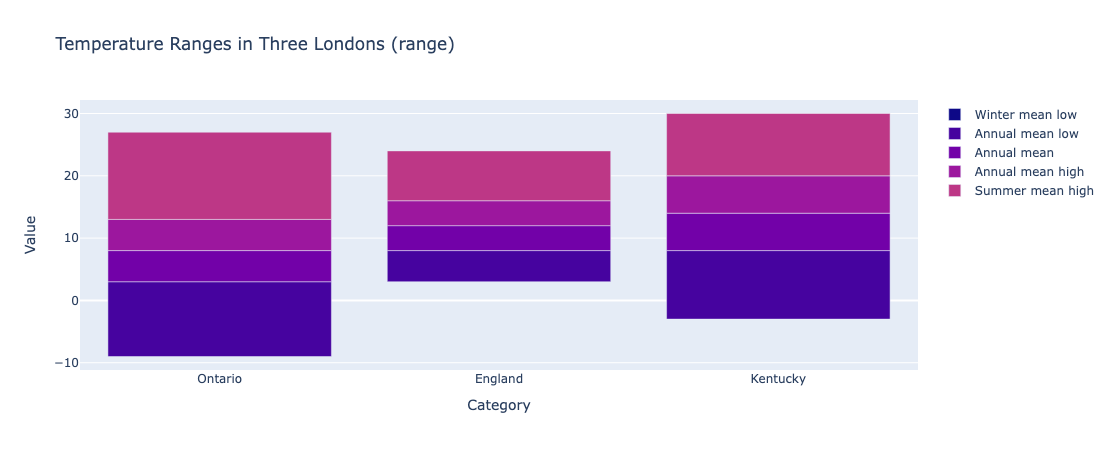 Temperature Ranges in Three Londons (range)
30
20
10
0
−10
Value
Ontario
England
Kentucky
Category
Winter mean low
Annual mean low
Annual mean
Annual mean high
Summer mean high